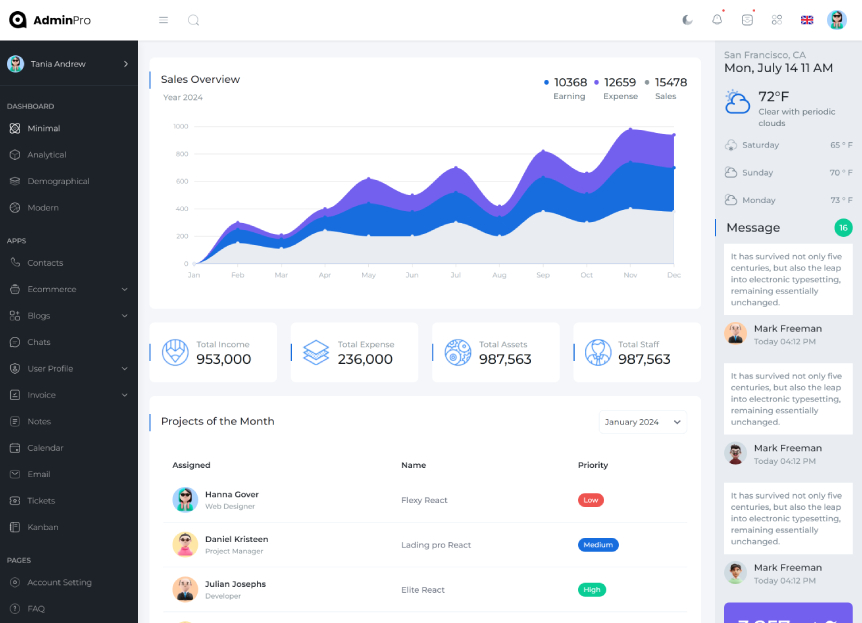 AdminPro
Tania Andrew
DASHBOARD
Minimal
Analytical
Demographical
Modern
APPS
Contacts
Ecommerce
Blogs
Chats
User Profile
Invoice
Notes
Calendar
Email
Tickets
Kanban
PAGES
Account Setting
FAQ
Sales Overview
Year 2024
10368 12659 15478
Earning Expense Sales
1000
800
600
400
200
0
Jan Feb Mar Apr May Jun Jul Aug Sep Oct Nov Dec
Total Income
953,000
Total Expense
236,000
Total Assets
987,563
Total Staff
987,563
Projects of the Month
January 2024
Assigned Name Priority
Hanna Gover
Web Designer
Flexy React
Low
Daniel Kristeen
Project Manager
Lading pro React
Medium
Julian Josephs
Developer
Elite React
High
San Francisco, CA
Mon, July 14 11 AM
72°F
Clear with periodic
clouds
Saturday 65 ° F
Sunday 70 ° F
Monday 73 ° F
Message 16
It has survived not only five
centuries, but also the leap
into electronic typesetting,
remaining essentially
unchanged.
Mark Freeman
Today 04:12 PM
It has survived not only five
centuries, but also the leap
into electronic typesetting,
remaining essentially
unchanged.
Mark Freeman
Today 04:12 PM
It has survived not only five
centuries, but also the leap
into electronic typesetting,
remaining essentially
unchanged.
Mark Freeman
Today 04:12 PM